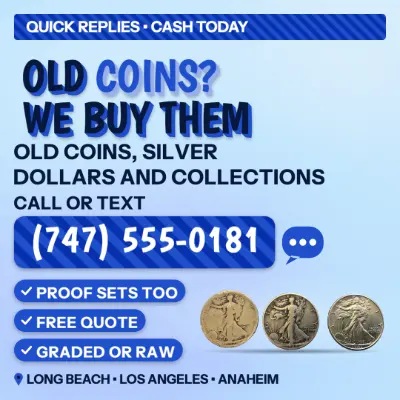 QUICK REPLIES • CASH TODAY
OLD COINS?
WE BUY THEM
OLD COINS, SILVER
DOLLARS AND COLLECTIONS
CALL OR TEXT
(747) 555-0181
PROOF SETS TOO
FREE QUOTE
GRADED OR RAW
LONG BEACH • LOS ANGELES • ANAHEIM